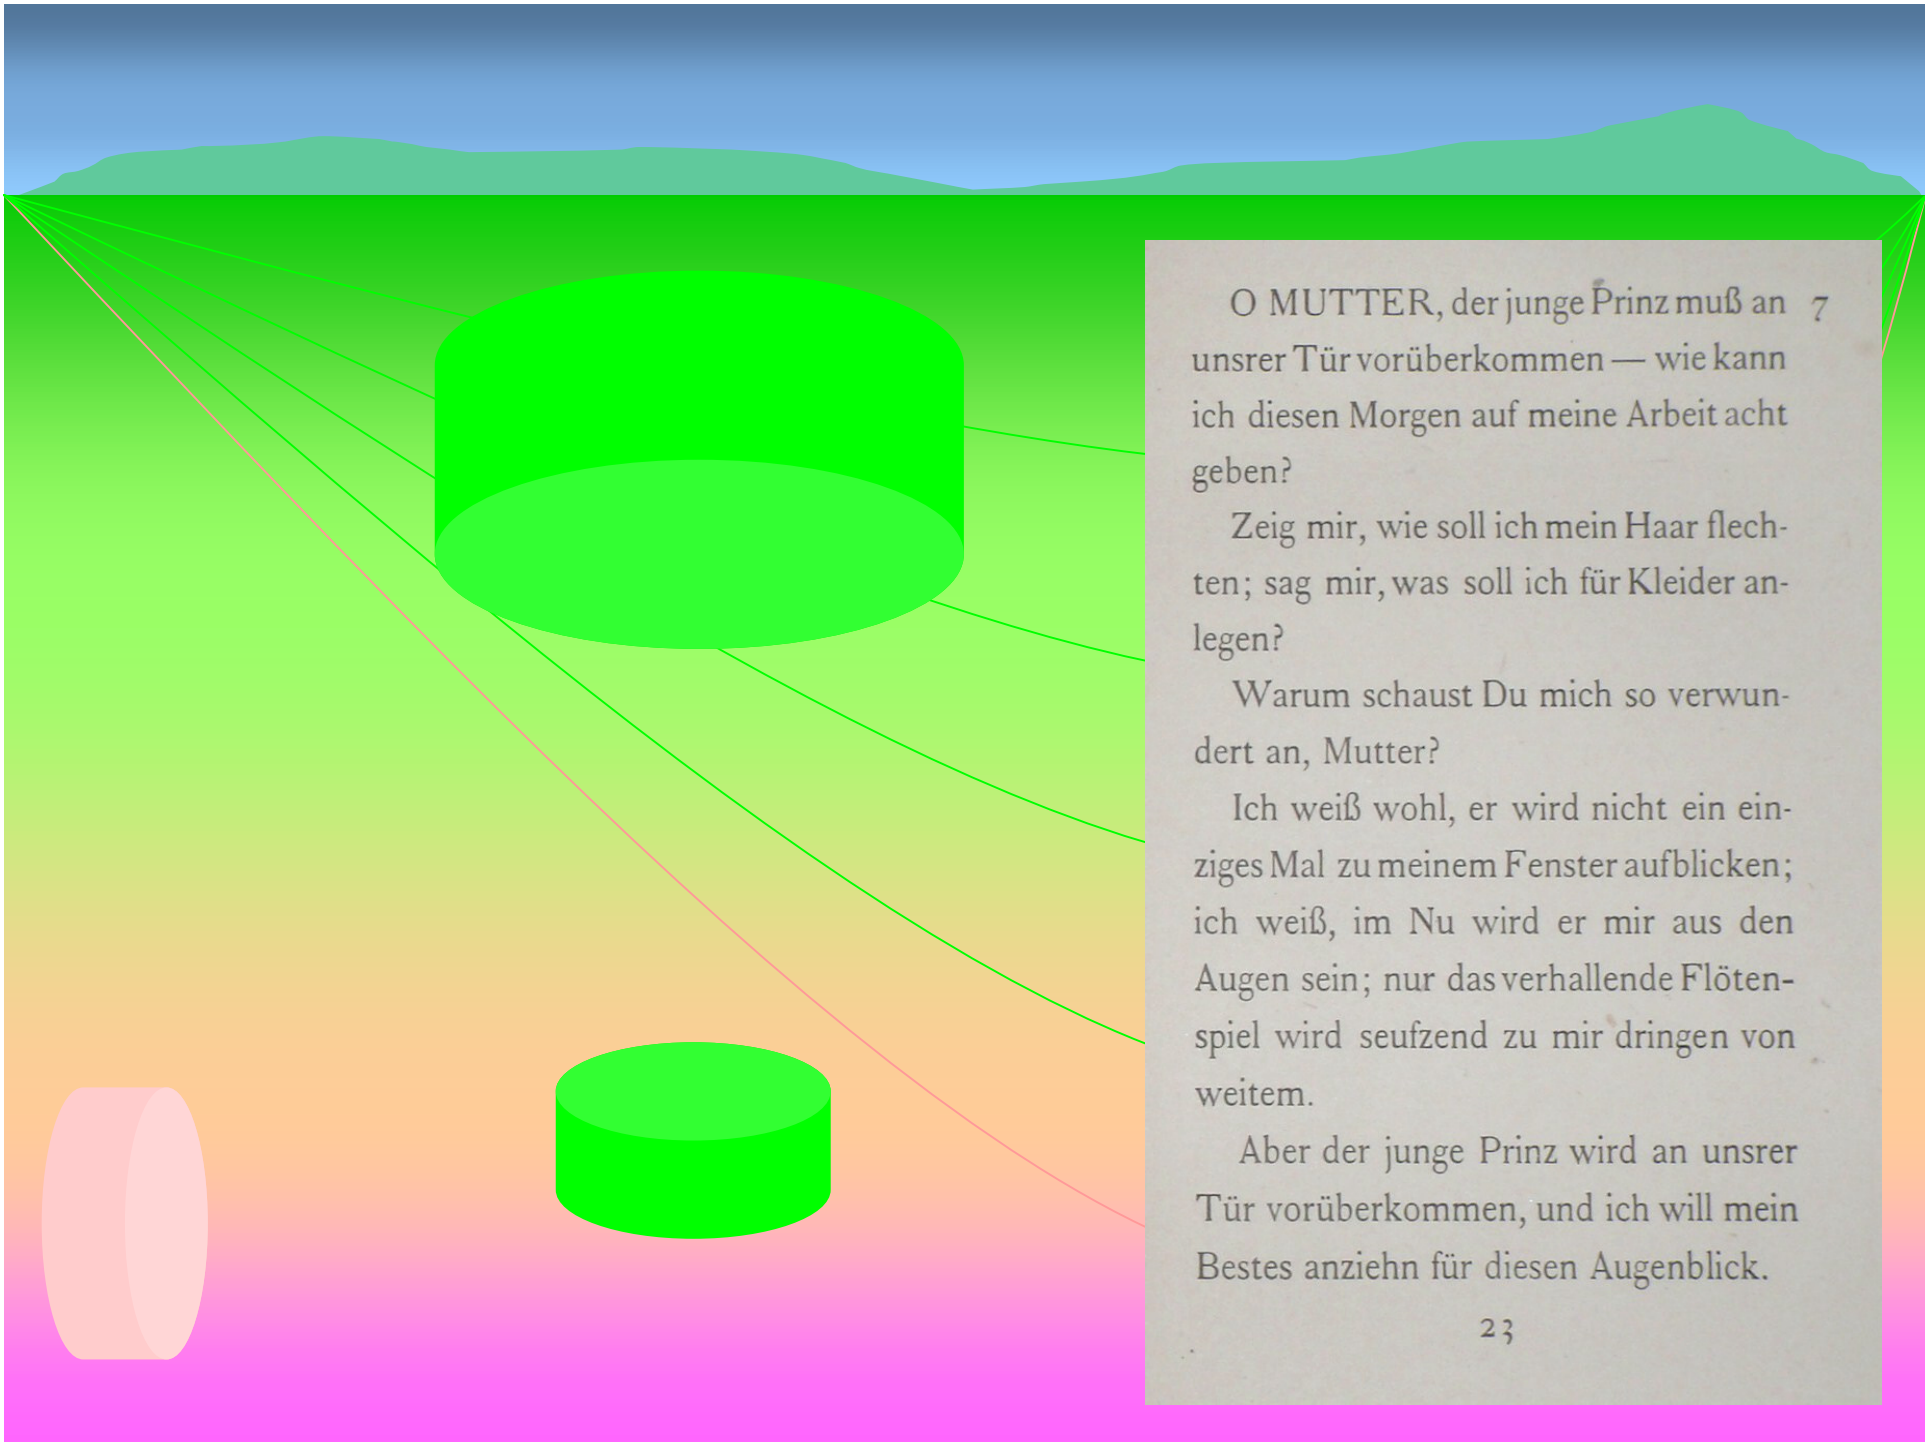 O MUTTER, der junge Prinz muß an 7
unsrer Tür vorüberkommen — wie kann
ich diesen Morgen auf meine Arbeit acht
geben?
Zeig mir, wie soll ich mein Haar flech-
ten; sag mir, was soll ich für Kleider an-
legen?
Warum schaust Du mich so verwun-
dert an, Mutter?
Ich weiß wohl, er wird nicht ein ein-
ziges Mal zu meinem Fenster aufblicken;
ich weiß, im Nu wird er mir aus den
Augen sein; nur das verhallende Flöten-
spiel wird seufzend zu mir dringen von
weitem.
Aber der junge Prinz wird an unsrer
Tür vorüberkommen, und ich will mein
Bestes anziehn für diesen Augenblick.
23